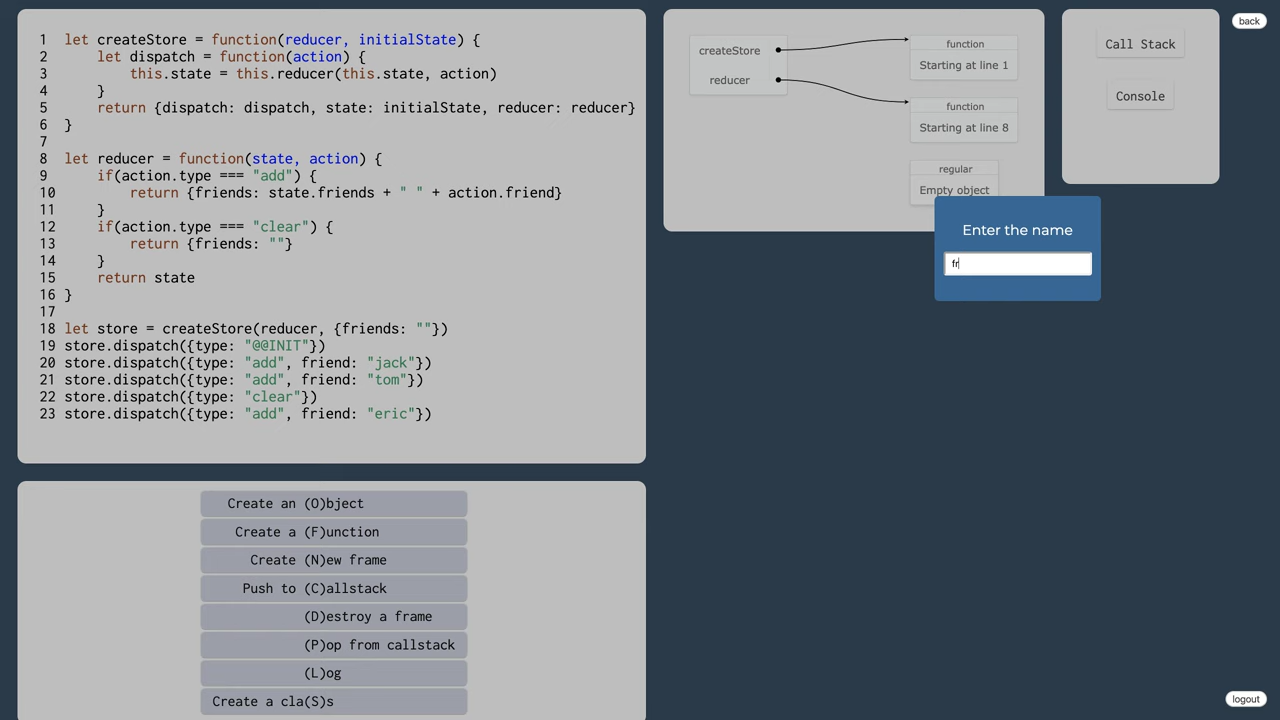 1 let createStore = function(reducer, initialState) {
2     let dispatch = function(action) {
3         this.state = this.reducer(this.state, action)
4     }
5     return {dispatch: dispatch, state: initialState, reducer: reducer}
6 }
7
8 let reducer = function(state, action) {
9     if(action.type === "add") {
10         return {friends: state.friends + " " + action.friend}
11     }
12     if(action.type === "clear") {
13         return {friends: ""}
14     }
15     return state
16 }
17
18 let store = createStore(reducer, {friends: ""})
19 store.dispatch({type: "@@INIT"})
20 store.dispatch({type: "add", friend: "jack"})
21 store.dispatch({type: "add", friend: "tom"})
22 store.dispatch({type: "clear"})
23 store.dispatch({type: "add", friend: "eric"})
Create an (O)bject
Create a (F)unction
Create (N)ew frame
Push to (C)allstack
(D)estroy a frame
(P)op from callstack
(L)og
Create a cla(S)s
createStore
reducer
function
Starting at line 1
function
Starting at line 8
regular
Empty object
Enter the name
fr
Call Stack
Console
back
logout